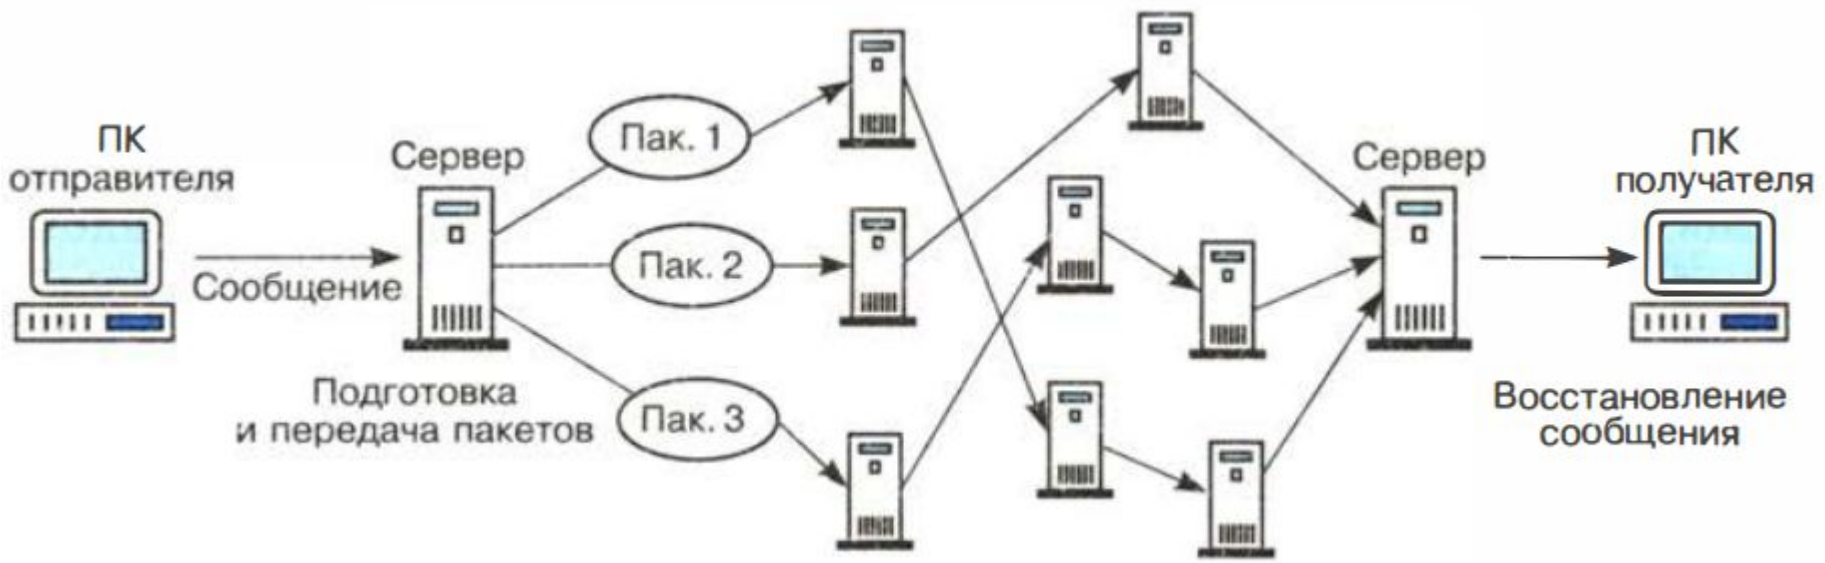 ПК
отправителя
Сообщение
Сервер
Подготовка
и передача пакетов
Пак. 1
Пак. 2
Пак. 3
Сервер
ПК
получателя
Восстановление
сообщения